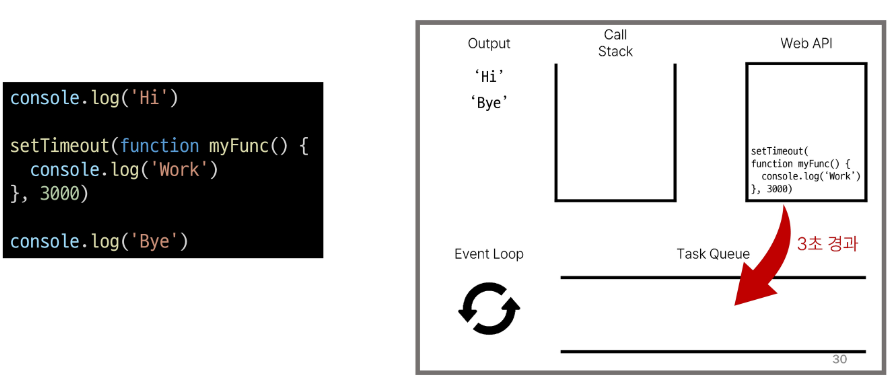 console.log('Hi')
setTimeout(function myFunc() {
  console.log('Work')
}, 3000)
console.log('Bye')
Output
‘Hi’
‘Bye’
Call
Stack
Web API
setTimeout(
function myFunc() {
  console.log(‘Work’)
}, 3000)
3초 경과
Event Loop
Task Queue
30